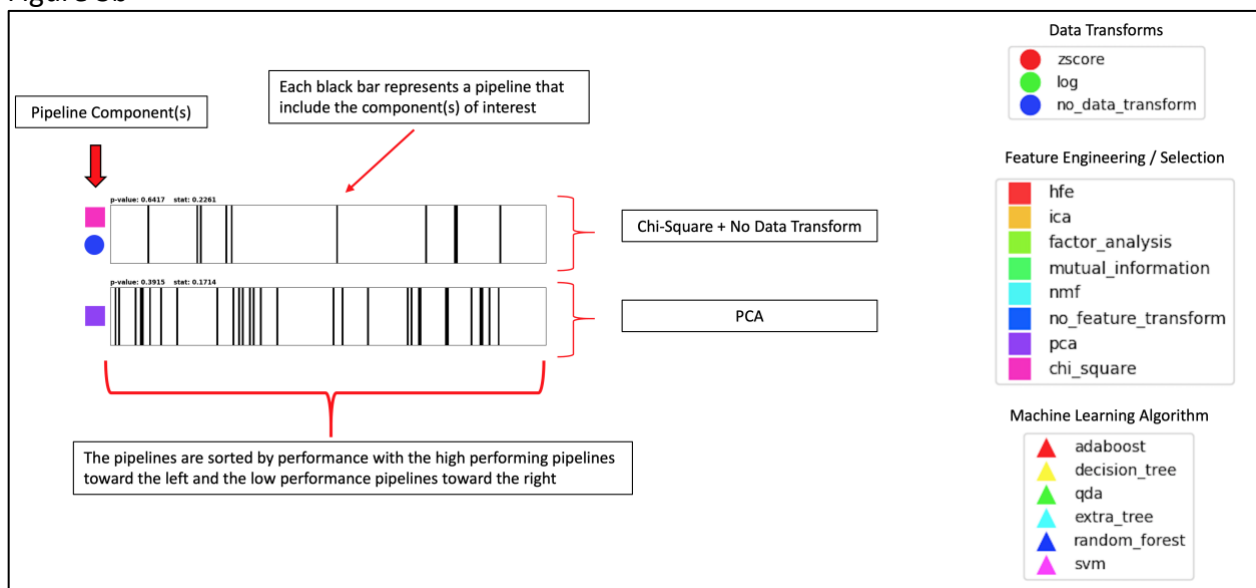 Figure 3b
Data Transforms
zscore
log
no_data_transform
Each black bar represents a pipeline that
include the component(s) of interest
Pipeline Component(s)
Feature Engineering / Selection
hfe
ica
factor_analysis
mutual_information
nmf
no_feature_transform
pca
chi_square
p-value: 0.6417 stat: 0.2261
Chi-Square + No Data Transform
p-value: 0.3915 stat: 0.1714
PCA
Machine Learning Algorithm
adaboost
decision_tree
qda
extra_tree
random_forest
svm
The pipelines are sorted by performance with the high performing pipelines
toward the left and the low performance pipelines toward the right